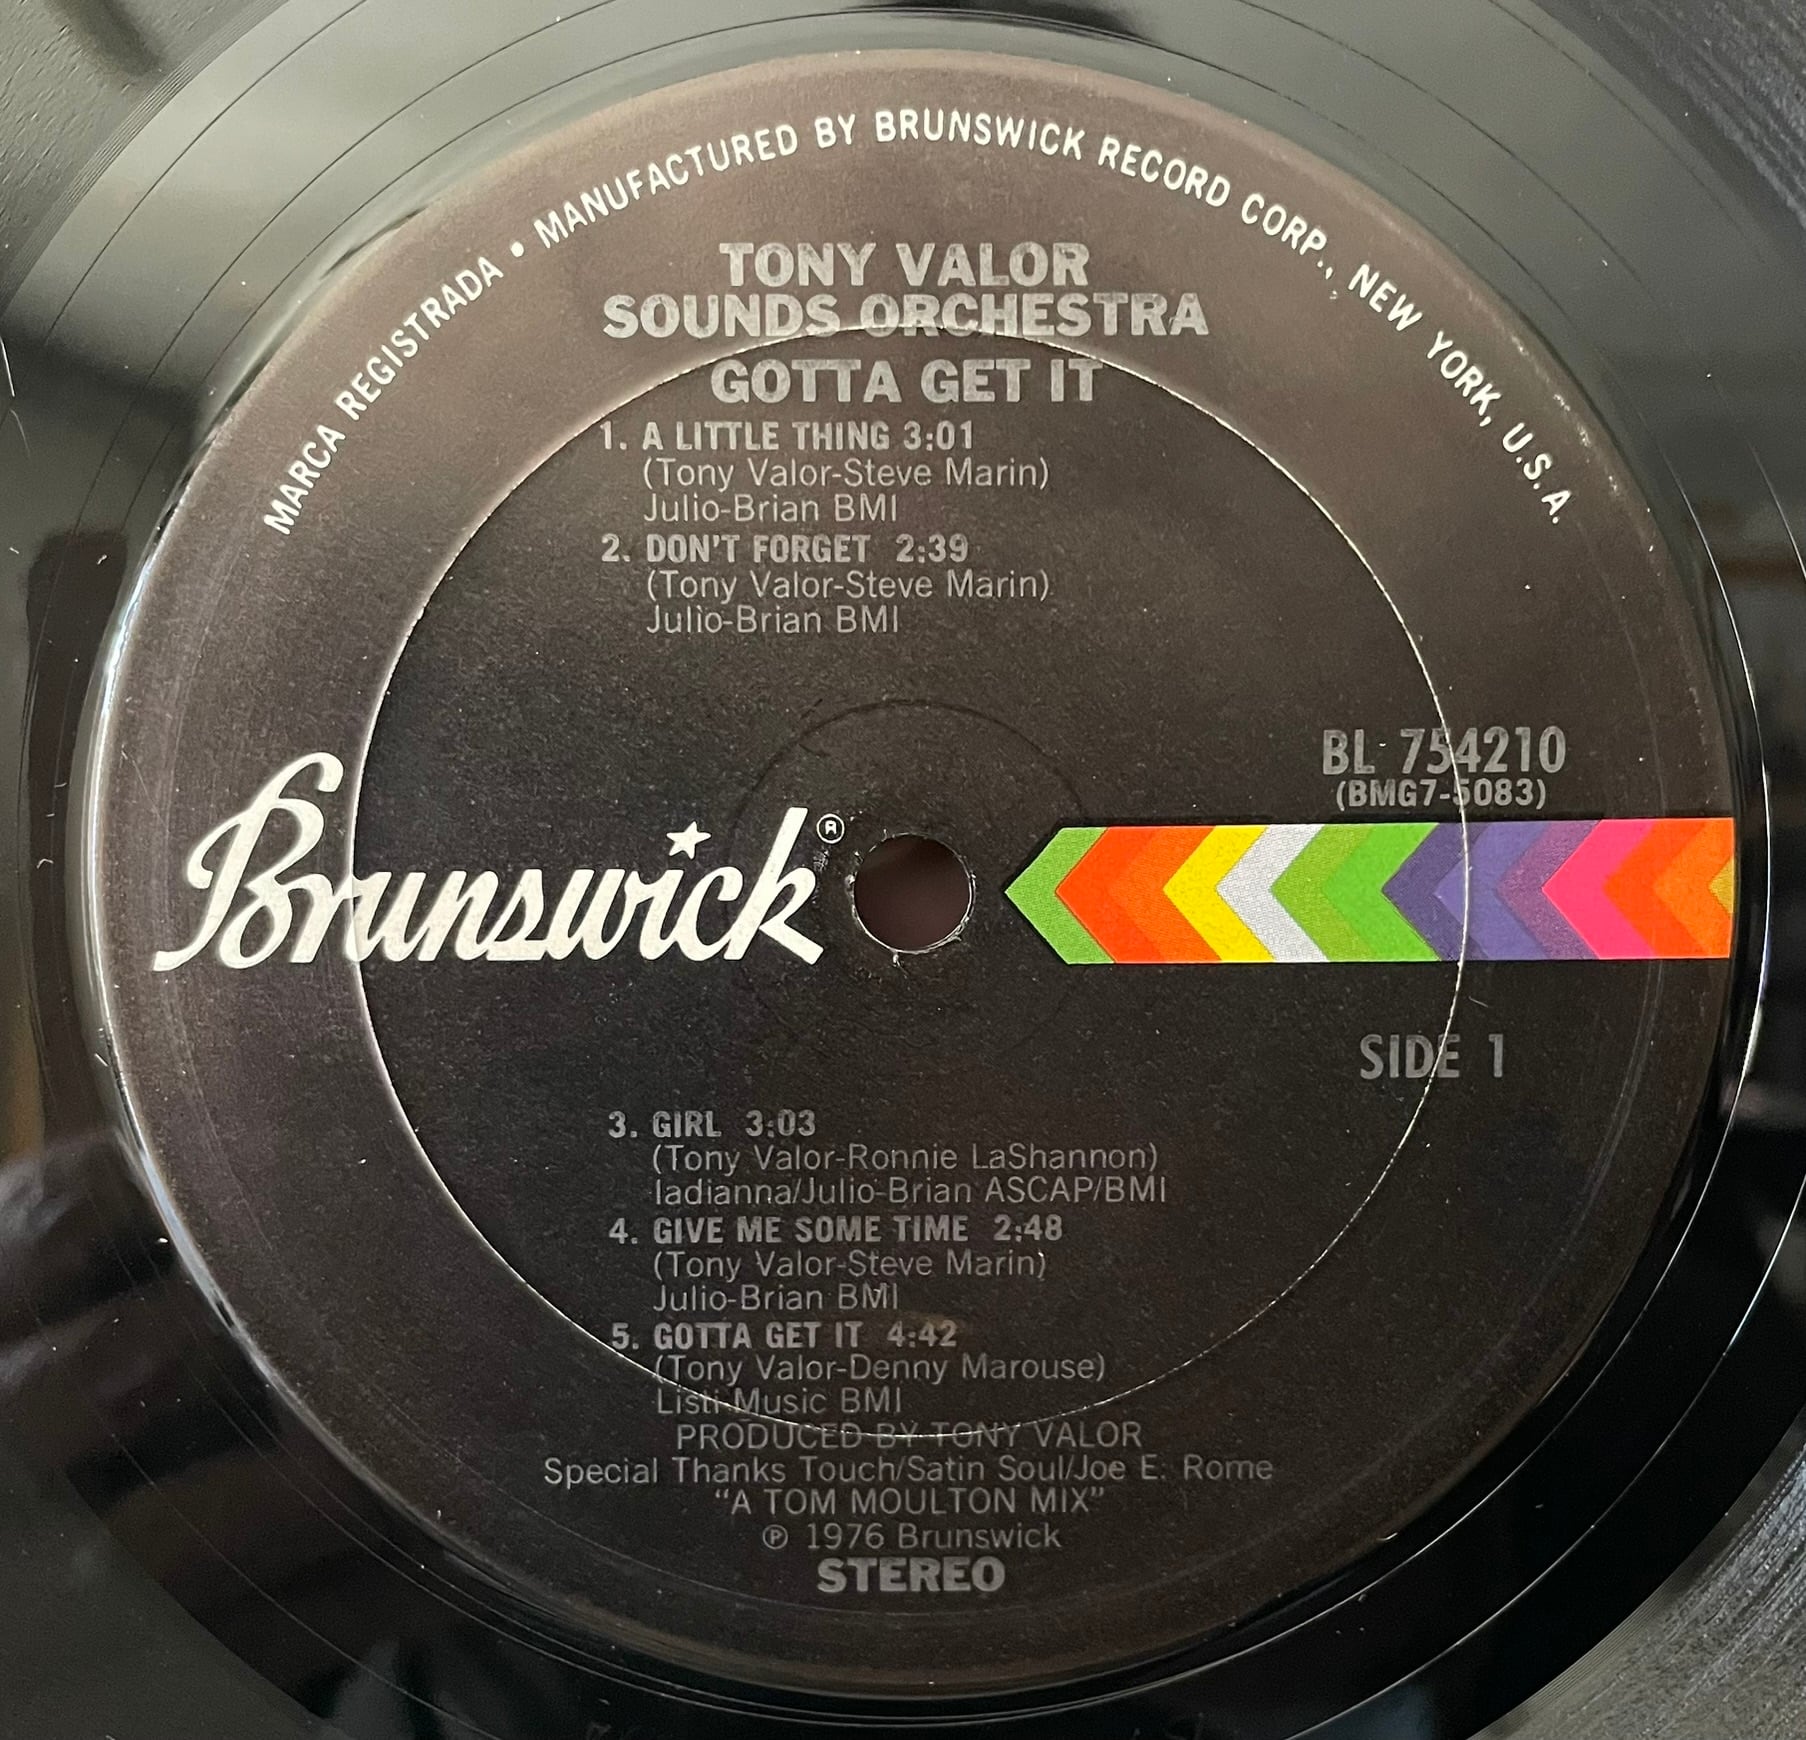 MARCA REGISTRADA • MANUFACTURED BY BRUNSWICK RECORD CORP., NEW YORK, U.S.A.
TONY VALOR
SOUNDS ORCHESTRA
GOTTA GET IT
1. A LITTLE THING 3:01
(Tony Valor-Steve Marin)
Julio-Brian BMI
2. DON'T FORGET 2:39
(Tony Valor-Steve Marin)
Julio-Brian BMI
BL 754210
(BMG7-5083)
Brunswick®
SIDE 1
3. GIRL 3:03
(Tony Valor-Ronnie LaShannon)
Iadianna/Julio-Brian ASCAP/BMI
4. GIVE ME SOME TIME 2:48
(Tony Valor-Steve Marin)
Julio-Brian BMI
5. GOTTA GET IT 4:42
(Tony Valor-Denny Marouse)
Listi-Music BMI
PRODUCED BY TONY VALOR
Special Thanks Touch/Satin Soul/Joe E. Rome
“A TOM MOULTON MIX”
℗ 1976 Brunswick
STEREO